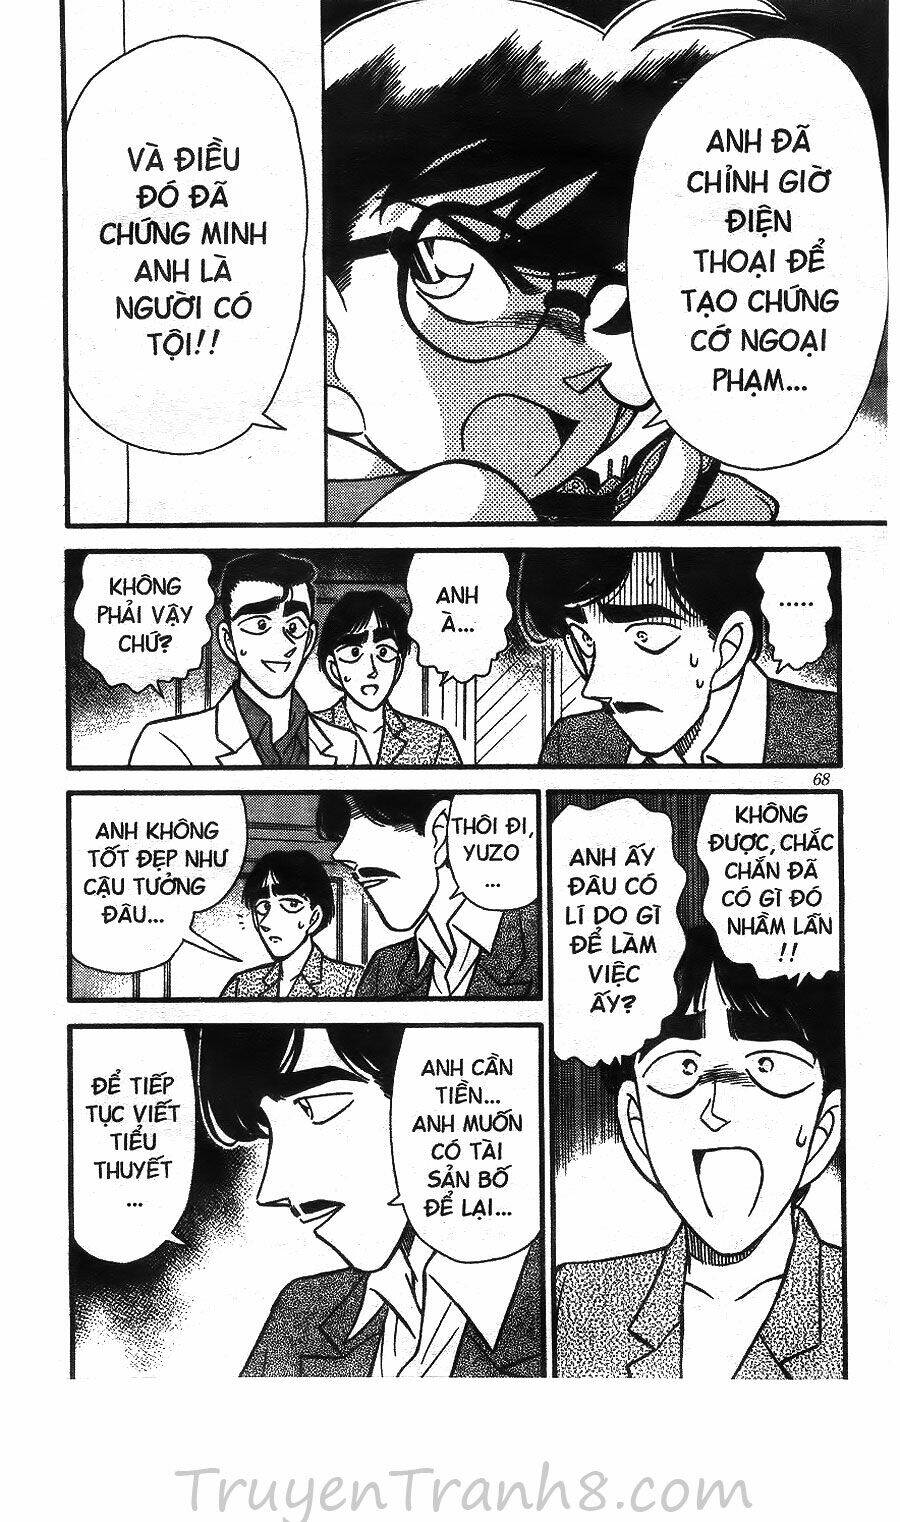 ANH ĐÃ
CHỈNH GIỜ
ĐIỆN
THOẠI ĐỂ
TẠO CHỨNG
CỚ NGOẠI
PHẠM...
VÀ ĐIỀU
ĐÓ ĐÃ
CHỨNG MINH
ANH LÀ
NGƯỜI CÓ
TỘI!!
.....
ANH
À...
KHÔNG
PHẢI VẬY
CHỨ?
68
KHÔNG
ĐƯỢC, CHẮC
CHẮN ĐÃ
CÓ GÌ ĐÓ
NHẦM LẤN
!!
ANH ẤY
ĐÂU CÓ
LÍ DO GÌ
ĐỂ LÀM
VIỆC
ẤY?
THÔI ĐI,
YUZO
...
ANH KHÔNG
TỐT ĐẸP NHƯ
CẬU TƯỞNG
ĐÂU...
ANH CẦN
TIỀN...
ANH MUỐN
CÓ TÀI
SẢN BỐ
ĐỂ LẠI...
ĐỂ TIẾP
TỤC VIẾT
TIỂU
THUYẾT
...
TruyenTranh8.com